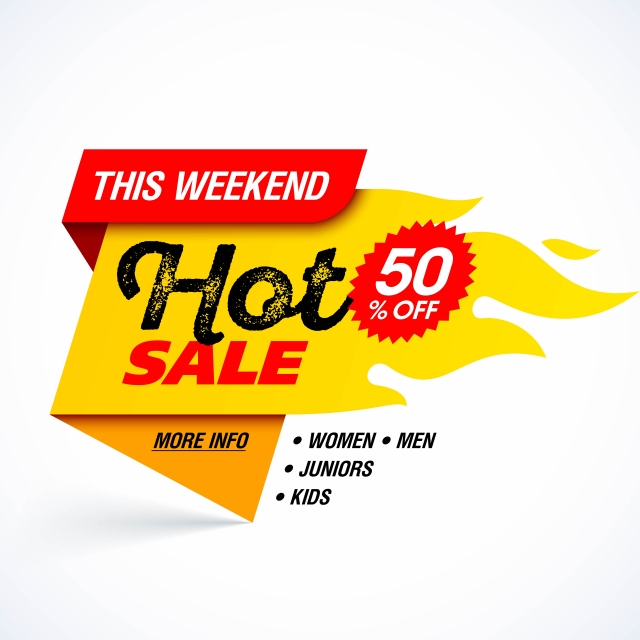 THIS WEEKEND
Hot
SALE
50
% OFF
MORE INFO
• WOMEN • MEN
• JUNIORS
• KIDS